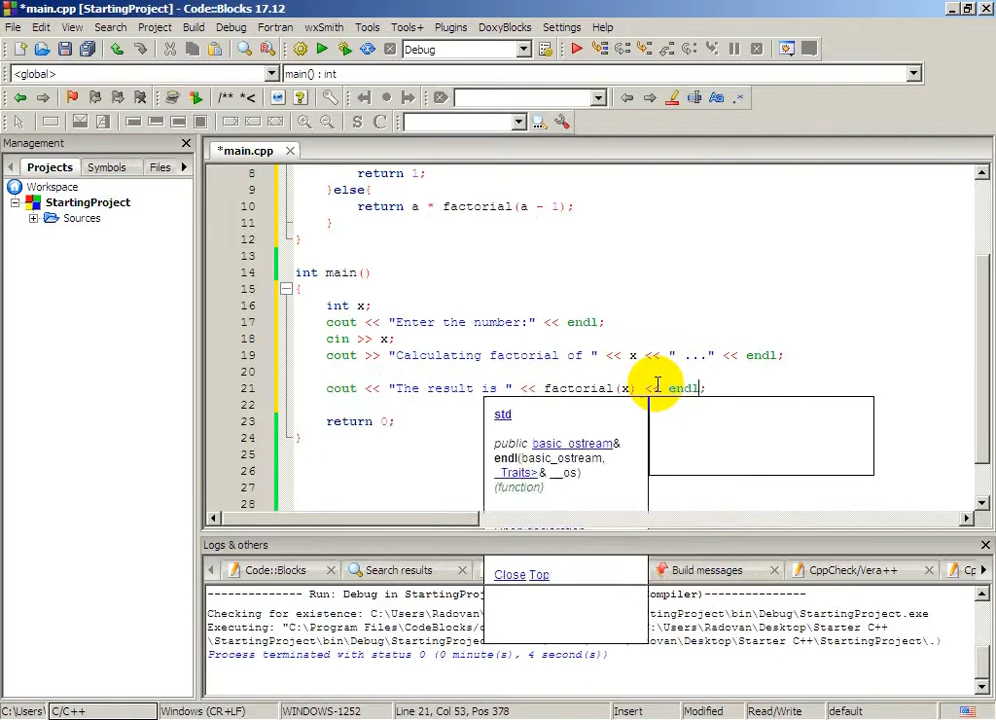 *main.cpp [StartingProject] - Code::Blocks 17.12
File Edit View Search Project Build Debug Fortran wxSmith Tools Tools+ Plugins DoxyBlocks Settings Help
Debug
<global>
main() : int
/** *<
S C
Aa .*
Management
*main.cpp
Projects Symbols Files
Workspace
StartingProject
Sources
8 return 1;
9 }else{
10 return a * factorial(a - 1);
11 }
12 }
13
14 int main()
15 {
16 int x;
17 cout << "Enter the number:" << endl;
18 cin >> x;
19 cout >> "Calculating factorial of " << x << " ..." << endl;
20
21 cout << "The result is " << factorial(x) << endl;
22
23 return 0;
24 }
25
26
27
28
std
public basic_ostream&
endl(basic_ostream,
_Traits>& __os)
(function)
Close Top
Logs & others
Code::Blocks Search results Build messages CppCheck/Vera++
-------------- Run: Debug in StartingProj Compiler)---------------
Checking for existence: C:\Users\Radovan\Desk rtingProject\bin\Debug\StartingProject.exe
Executing: "C:\Program Files\CodeBlocks/c :\Users\Radovan\Desktop\Starter C++
\StartingProject\bin\Debug\StartingProjec ovan\Desktop\Starter C++\StartingProject\.)
Process terminated with status 0 (0 minute(s), 4 second(s))
C:\Users\ C/C++ Windows (CR+LF) WINDOWS-1252 Line 21, Col 53, Pos 378 Insert Modified Read/Write default